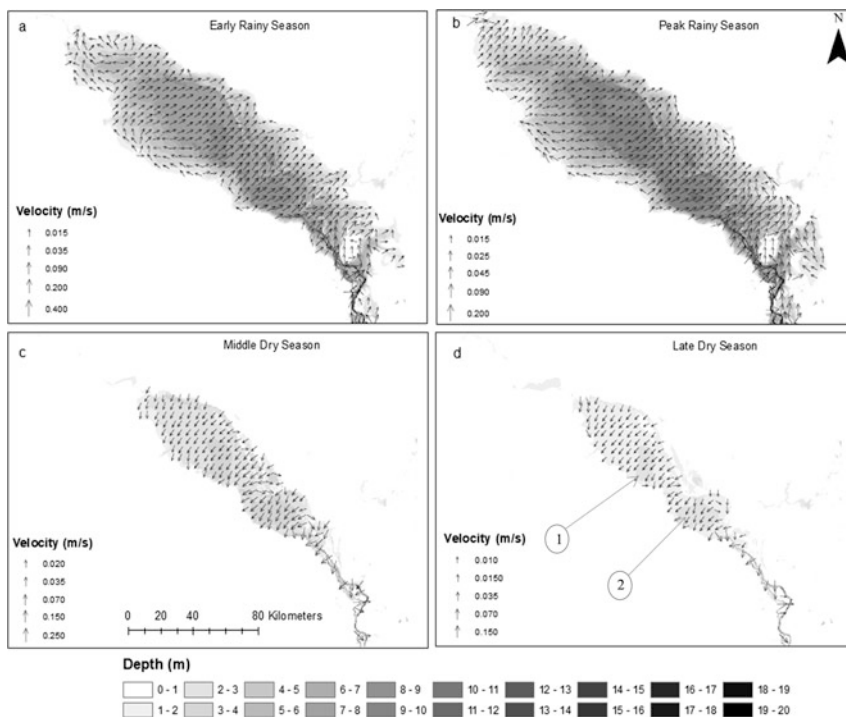 a
Early Rainy Season
Velocity (m/s)
0.015
0.035
0.090
0.200
0.400
b
Peak Rainy Season
N
Velocity (m/s)
0.015
0.025
0.045
0.090
0.200
c
Middle Dry Season
Velocity (m/s)
0.020
0.035
0.070
0.150
0.250
0 20 40 80 Kilometers
d
Late Dry Season
1
2
Velocity (m/s)
0.010
0.0150
0.035
0.070
0.150
Depth (m)
0 - 1 2 - 3 4 - 5 6 - 7 8 - 9 10 - 11 12 - 13 14 - 15 16 - 17 18 - 19
1 - 2 3 - 4 5 - 6 7 - 8 9 - 10 11 - 12 13 - 14 15 - 16 17 - 18 19 - 20